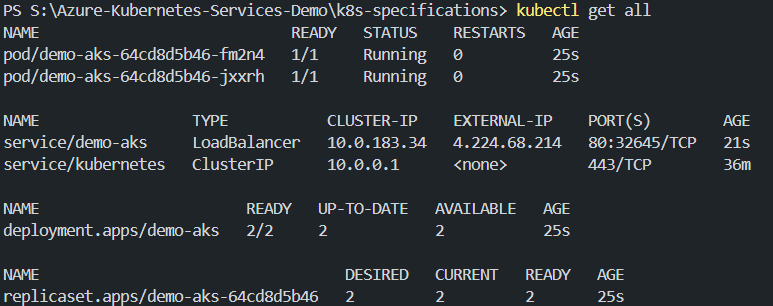 PS S:\Azure-Kubernetes-Services-Demo\k8s-specifications> kubectl get all
NAME                            READY   STATUS    RESTARTS   AGE
pod/demo-aks-64cd8d5b46-fm2n4   1/1     Running   0          25s
pod/demo-aks-64cd8d5b46-jxxrh   1/1     Running   0          25s

NAME                 TYPE           CLUSTER-IP    EXTERNAL-IP    PORT(S)        AGE
service/demo-aks     LoadBalancer   10.0.183.34   4.224.68.214   80:32645/TCP   21s
service/kubernetes   ClusterIP      10.0.0.1      <none>         443/TCP        36m

NAME                       READY   UP-TO-DATE   AVAILABLE   AGE
deployment.apps/demo-aks   2/2     2            2           25s

NAME                                  DESIRED   CURRENT   READY   AGE
replicaset.apps/demo-aks-64cd8d5b46   2         2         2       25s